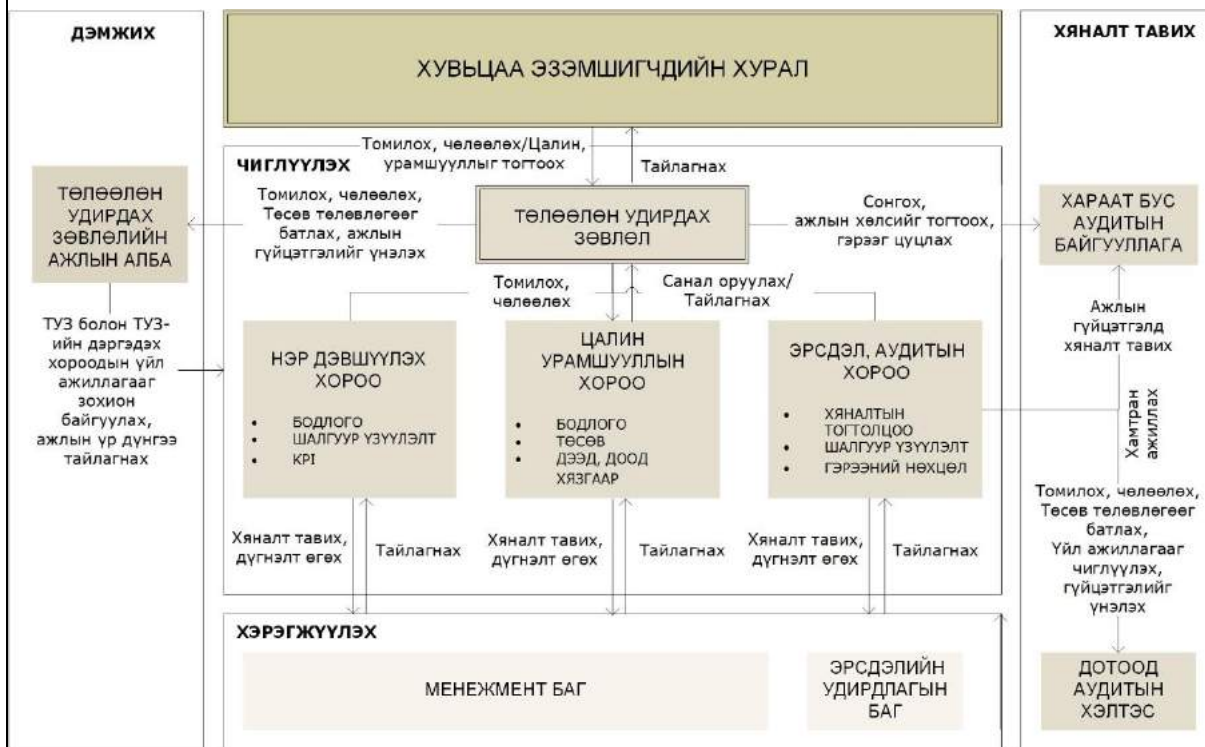 ДЭМЖИХ
ХУВЬЦАА ЭЗЭМШИГЧДИЙН ХУРАЛ
ХЯНАЛТ ТАВИХ
Томилох, чөлөөлөх/Цалин,
урамшууллыг тогтоох
Тайлагнах
ЧИГЛҮҮЛЭХ
ТӨЛӨӨЛӨН
УДИРДАХ
ЗӨВЛӨЛИЙН
АЖЛЫН АЛБА
Томилох, чөлөөлөх,
Төсөв төлөвлөгөөг
батлах, ажлын
гүйцэтгэлийг үнэлэх
ТӨЛӨӨЛӨН УДИРДАХ
ЗӨВЛӨЛ
Сонгох,
ажлын хөлсийг тогтоох,
гэрээг цуцлах
ХАРААТ БУС
АУДИТЫН
БАЙГУУЛЛАГА
Томилох,
чөлөөлөх
Санал оруулах/
Тайлагнах
ТУЗ болон ТУЗ-
ийн дэргэдэх
хороодын үйл
ажиллагааг
зохион
байгуулах,
ажлын үр дүнгээ
тайлагнах
НЭР ДЭВШҮҮЛЭХ
ХОРОО
• БОДЛОГО
• ШАЛГУУР ҮЗҮҮЛЭЛТ
• KPI
ЦАЛИН
УРАМШУУЛЛЫН
ХОРОО
• БОДЛОГО
• ТӨСӨВ
• ДЭЭД, ДООД
ХЯЗГААР
ЭРСДЭЛ, АУДИТЫН
ХОРОО
• ХЯНАЛТЫН
ТОГТОЛЦОО
• ШАЛГУУР ҮЗҮҮЛЭЛТ
• ГЭРЭЭНИЙ НӨХЦӨЛ
Ажлын
гүйцэтгэлд
хяналт тавих
Хамтран
ажиллах
Томилох, чөлөөлөх,
Төсөв төлөвлөгөөг
батлах,
Үйл ажиллагааг
чиглүүлэх,
гүйцэтгэлийг
үнэлэх
Хяналт тавих,
дүгнэлт өгөх
Тайлагнах
Хяналт тавих,
дүгнэлт өгөх
Тайлагнах
Хяналт тавих,
дүгнэлт өгөх
Тайлагнах
ХЭРЭГЖҮҮЛЭХ
МЕНЕЖМЕНТ БАГ
ЭРСДЭЛИЙН
УДИРДЛАГЫН
БАГ
ДОТООД
АУДИТЫН
ХЭЛТЭС